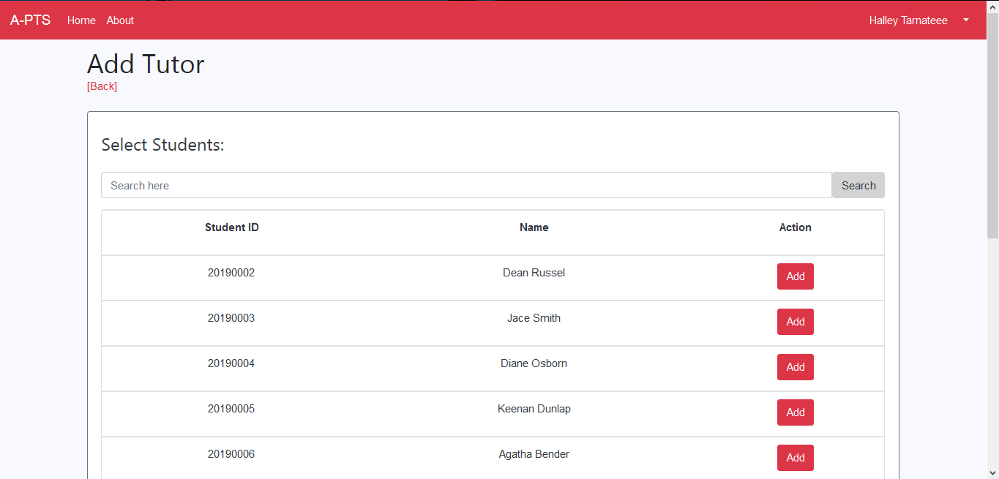 A-PTS Home About Halley Tarnateee
Add Tutor
[Back]
Select Students:
Search here Search
Student ID Name Action
20190002 Dean Russel Add
20190003 Jace Smith Add
20190004 Diane Osborn Add
20190005 Keenan Dunlap Add
20190006 Agatha Bender Add